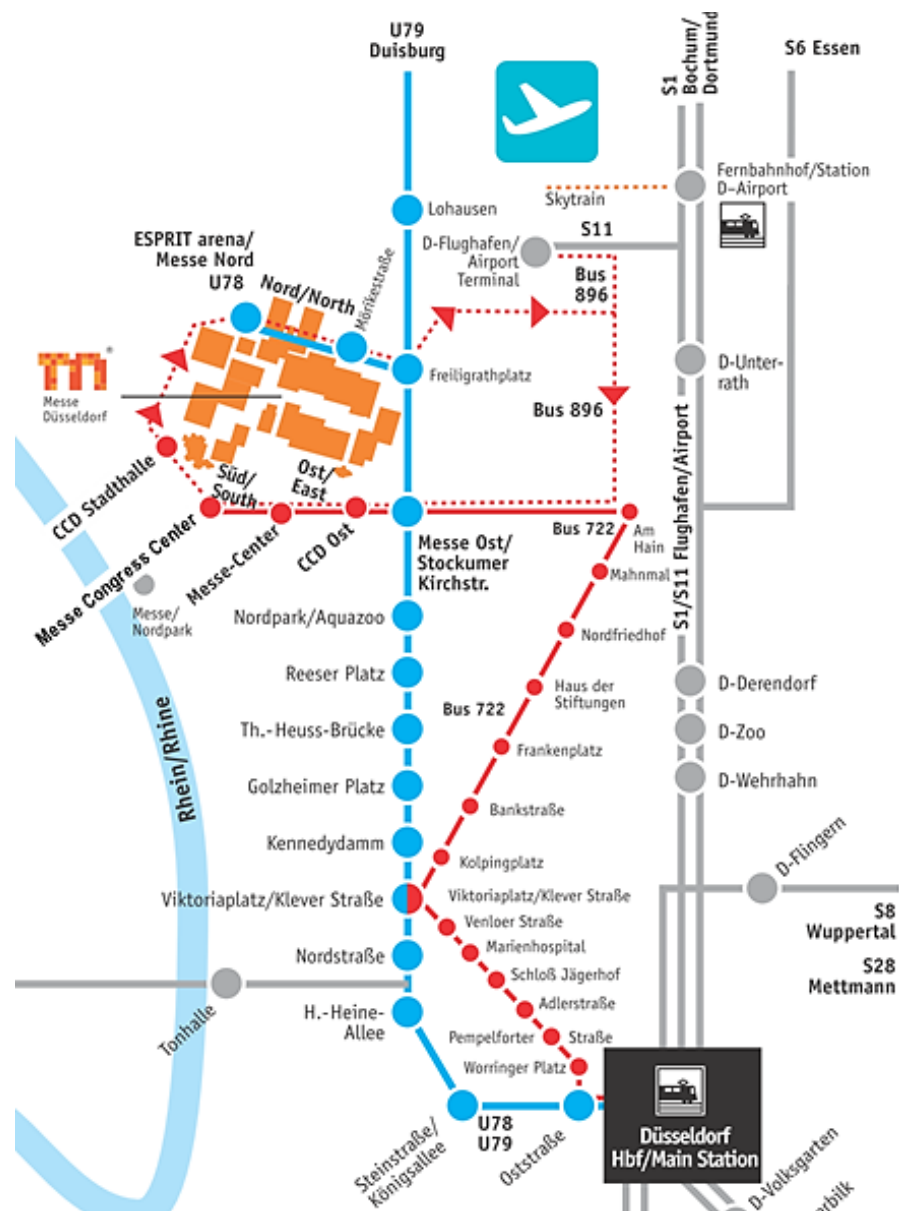 U79
Duisburg
S1
Bochum/
Dortmund
S6 Essen
Fernbahnhof/Station
D–Airport
Skytrain
Lohausen
S11
D-Flughafen/
Airport
Terminal
ESPRIT arena/
Messe Nord
U78
Nord/North
Mörikestraße
Bus
896
Freiligrathplatz
D-Unter-
rath
Messe
Düsseldorf
Bus 896
CCD Stadthalle
Süd/
South
Ost/
East
Messe Congress Center
Messe-Center
CCD Ost
Messe Ost/
Stockumer
Kirchstr.
Bus 722
Am
Hain
S1/S11 Flughafen/Airport
Mahnmal
Messe/
Nordpark
Nordpark/Aquazoo
Nordfriedhof
Reeser Platz
Haus der
Stiftungen
D-Derendorf
Rhein/Rhine
Th.-Heuss-Brücke
Bus 722
Frankenplatz
D-Zoo
Golzheimer Platz
Bankstraße
D-Wehrhahn
Kennedydamm
Kolpingplatz
D-Flingern
Viktoriaplatz/Klever Straße
Viktoriaplatz/Klever Straße
Venloer Straße
S8
Wuppertal
Nordstraße
Marienhospital
S28
Mettmann
Schloß Jägerhof
Tonhalle
H.-Heine-
Allee
Adlerstraße
Pempelforter Straße
Worringer Platz
Steinstraße/
Königsallee
U78
U79
Oststraße
Düsseldorf
Hbf/Main Station
D-Volksgarten